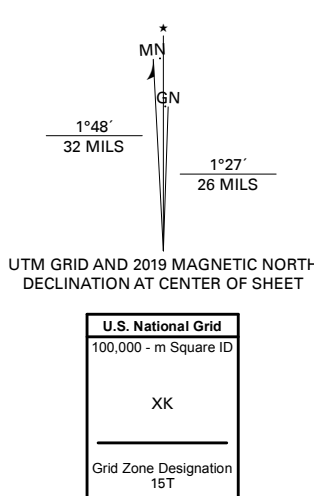 ★
MN
GN
1°48´
32 MILS
1°27´
26 MILS
UTM GRID AND 2019 MAGNETIC NORTH
DECLINATION AT CENTER OF SHEET
U.S. National Grid
100,000 - m Square ID
XK
Grid Zone Designation
15T